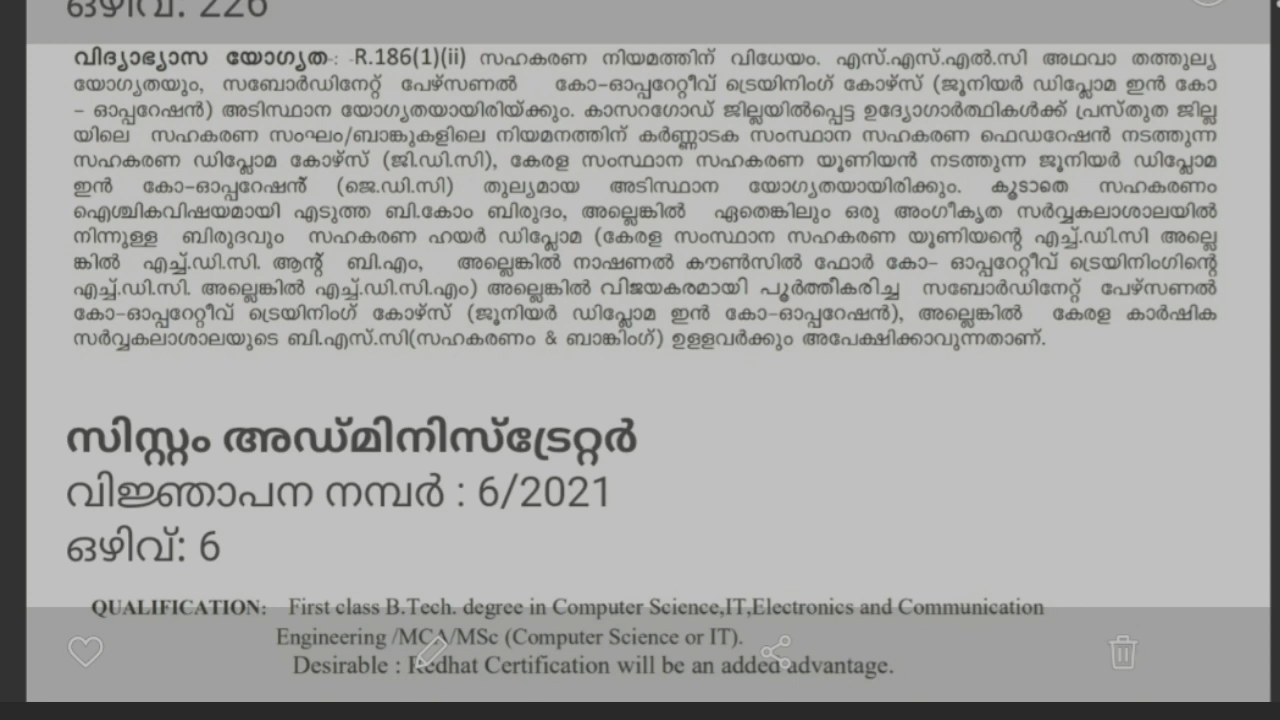 ഒഴിവ്: 226
വിദ്യാഭ്യാസ യോഗ്യത-: -R.186(1)(ii) സഹകരണ നിയമത്തിന് വിധേയം. എസ്.എസ്.എൽ.സി അഥവാ തത്തുല്യ
യോഗ്യതയും, സബോർഡിനേറ്റ് പേഴ്സണൽ കോ-ഓപ്പറേറ്റീവ് ട്രെയിനിംഗ് കോഴ്സ് (ജൂനിയർ ഡിപ്ലോമ ഇൻ കോ
- ഓപ്പറേഷൻ) അടിസ്ഥാന യോഗ്യതയായിരിയ്ക്കും. കാസറഗോഡ് ജില്ലയിൽപ്പെട്ട ഉദ്യോഗാർത്ഥികൾക്ക് പ്രസ്തുത ജില്ല
യിലെ സഹകരണ സംഘം/ബാങ്കുകളിലെ നിയമനത്തിന് കർണ്ണാടക സംസ്ഥാന സഹകരണ ഫെഡറേഷൻ നടത്തുന്ന
സഹകരണ ഡിപ്ലോമ കോഴ്സ് (ജി.ഡി.സി), കേരള സംസ്ഥാന സഹകരണ യൂണിയൻ നടത്തുന്ന ജൂനിയർ ഡിപ്ലോമ
ഇൻ കോ-ഓപ്പറേഷൻ (ജെ.ഡി.സി) തുല്യമായ അടിസ്ഥാന യോഗ്യതയായിരിക്കും. കൂടാതെ സഹകരണം
ഐശ്ചികവിഷയമായി എടുത്ത ബി.കോം ബിരുദം, അല്ലെങ്കിൽ ഏതെങ്കിലും ഒരു അംഗീകൃത സർവ്വകലാശാലയിൽ
നിന്നുള്ള ബിരുദവും സഹകരണ ഹയർ ഡിപ്ലോമ (കേരള സംസ്ഥാന സഹകരണ യൂണിയന്റെ എച്ച്.ഡി.സി അല്ലെ
ങ്കിൽ എച്ച്.ഡി.സി. ആന്റ് ബി.എം, അല്ലെങ്കിൽ നാഷണൽ കൗൺസിൽ ഫോർ കോ- ഓപ്പറേറ്റീവ് ട്രെയിനിംഗിന്റെ
എച്ച്.ഡി.സി. അല്ലെങ്കിൽ എച്ച്.ഡി.സി.എം) അല്ലെങ്കിൽ വിജയകരമായി പൂർത്തീകരിച്ച സബോർഡിനേറ്റ് പേഴ്സണൽ
കോ-ഓപ്പറേറ്റീവ് ട്രെയിനിംഗ് കോഴ്സ് (ജൂനിയർ ഡിപ്ലോമ ഇൻ കോ-ഓപ്പറേഷൻ), അല്ലെങ്കിൽ കേരള കാർഷിക
സർവ്വകലാശാലയുടെ ബി.എസ്.സി(സഹകരണം & ബാങ്കിംഗ്) ഉളളവർക്കും അപേക്ഷിക്കാവുന്നതാണ്.
സിസ്റ്റം അഡ്മിനിസ്ട്രേറ്റർ
വിജ്ഞാപന നമ്പർ : 6/2021
ഒഴിവ്: 6
QUALIFICATION: First class B.Tech. degree in Computer Science,IT,Electronics and Communication
Engineering /MCA/MSc (Computer Science or IT).
Desirable : Redhat Certification will be an added advantage.